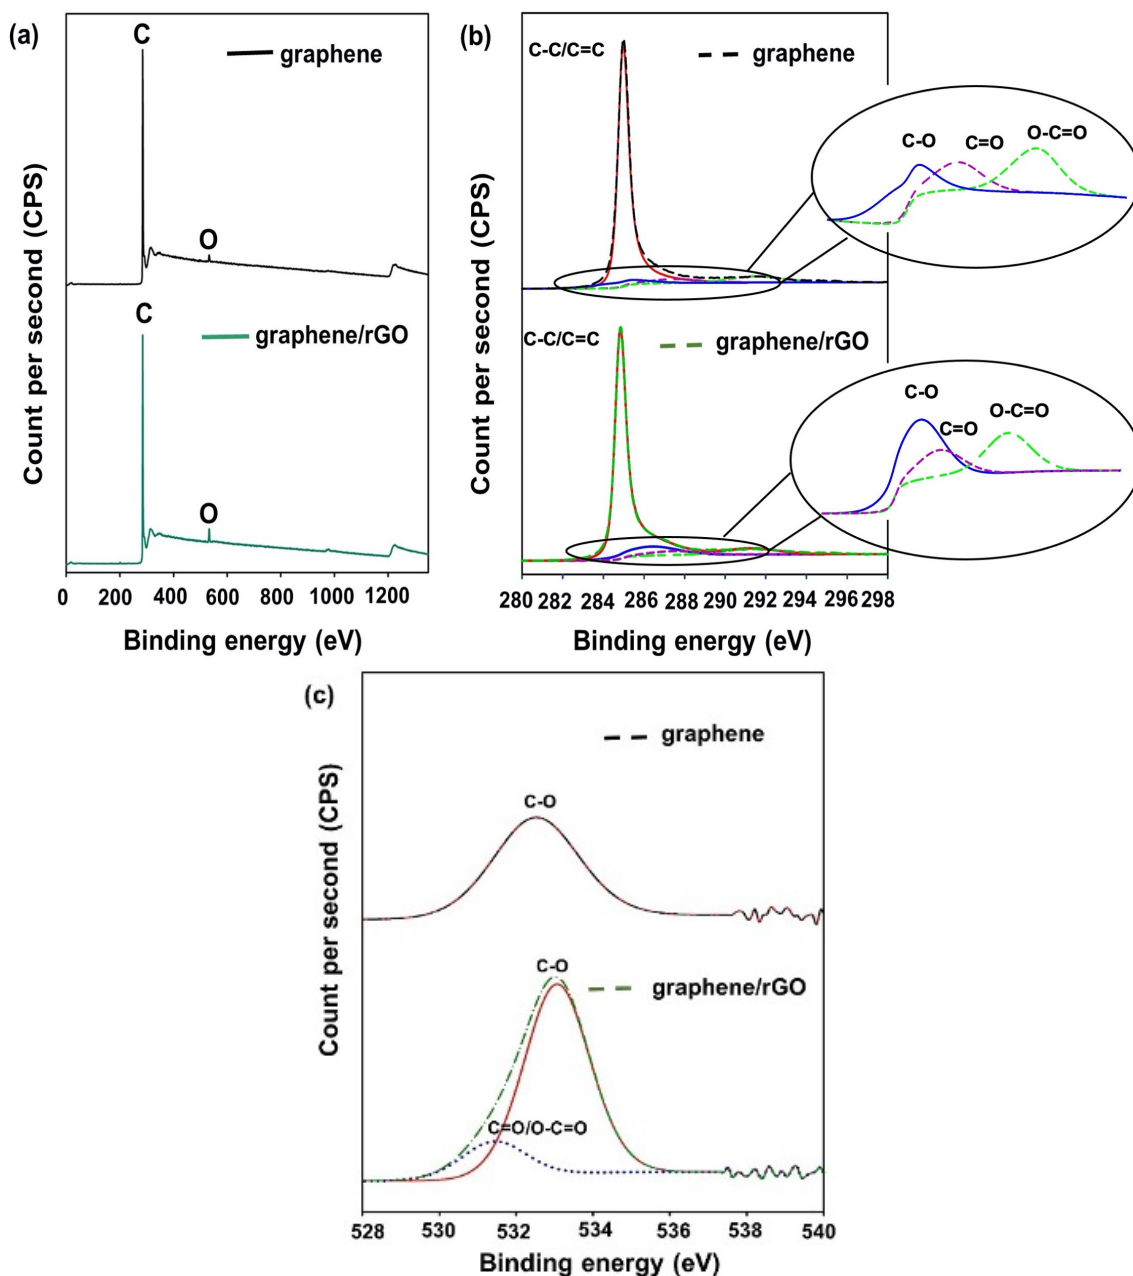 (a)
C
graphene
O
C
graphene/rGO
O
Count per second (CPS)
0 200 400 600 800 1000 1200
Binding energy (eV)
(b)
C-C/C=C
graphene
C-O
C=O
O-C=O
C-C/C=C
graphene/rGO
C-O
C=O
O-C=O
Count per second (CPS)
280 282 284 286 288 290 292 294 296 298
Binding energy (eV)
(c)
graphene
C-O
C-O
graphene/rGO
C=O/O-C=O
Count per second (CPS)
528 530 532 534 536 538 540
Binding energy (eV)